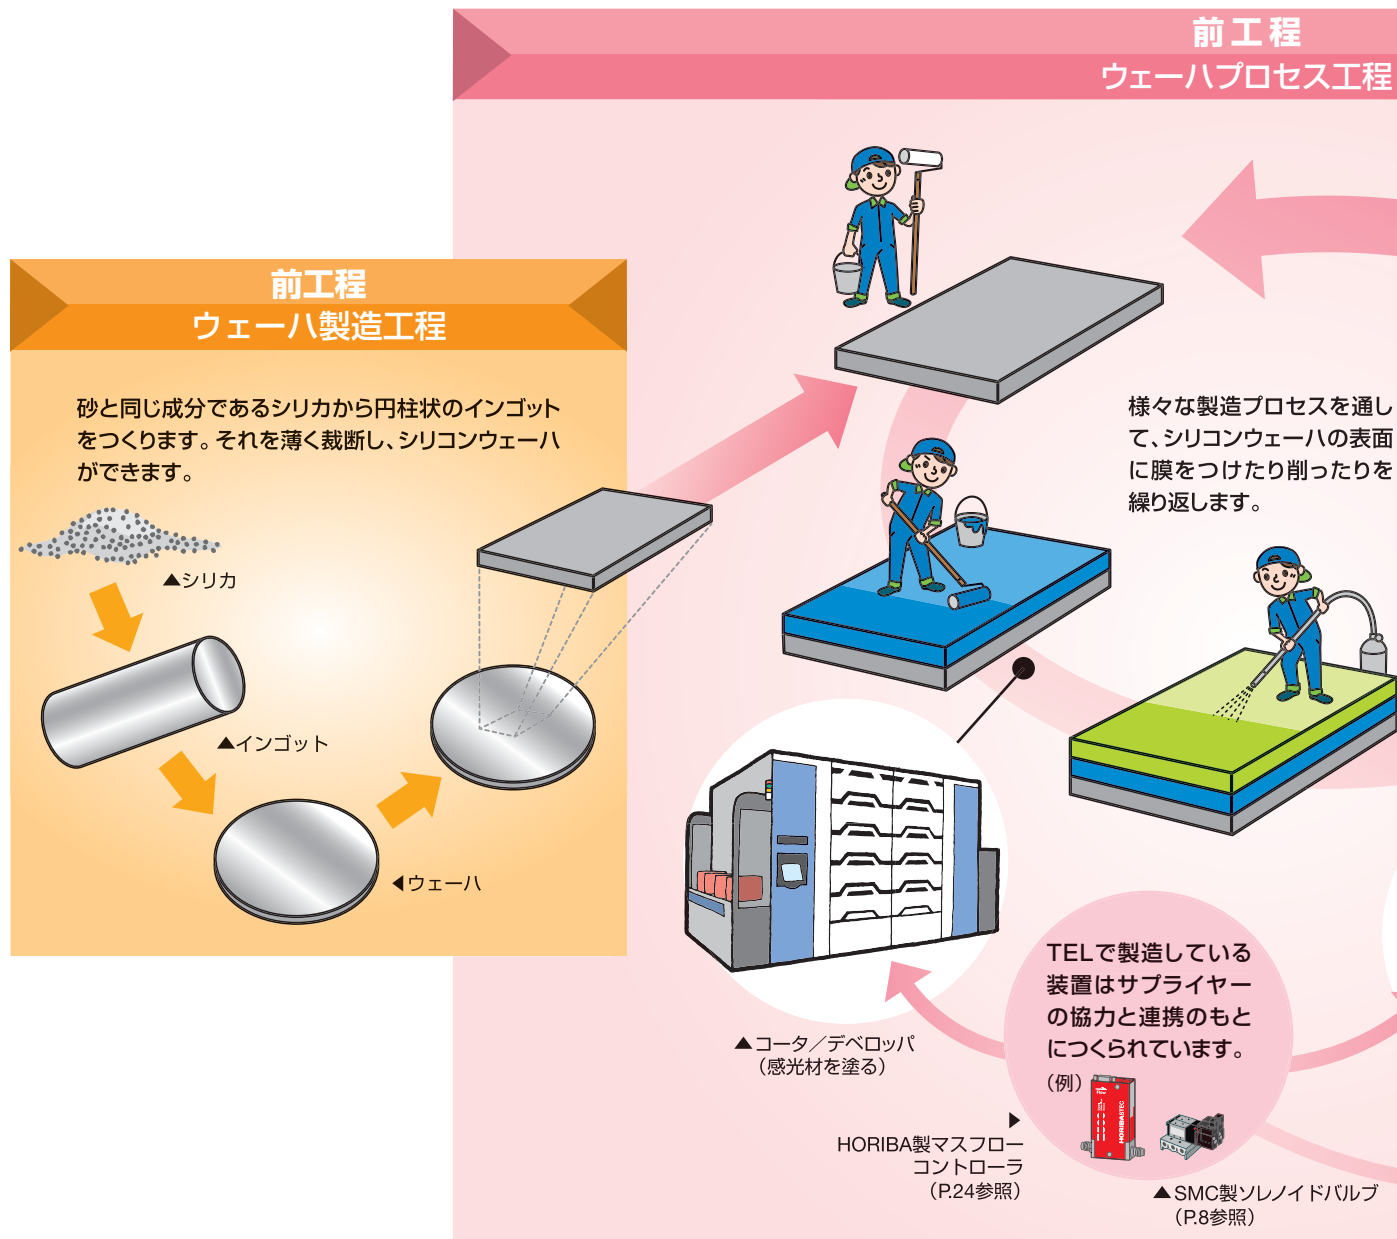 前工程
ウェーハプロセス工程
前工程
ウェーハ製造工程
砂と同じ成分であるシリカから円柱状のインゴット
をつくります。それを薄く裁断し、シリコンウェーハ
ができます。
▲シリカ
▲インゴット
◀ウェーハ
様々な製造プロセスを通し
て、シリコンウェーハの表面
に膜をつけたり削ったりを
繰り返します。
▲コータ／デベロッパ
（感光材を塗る）
TELで製造している
装置はサプライヤー
の協力と連携のもと
につくられています。
（例）
HORIBASTEC
▶
HORIBA製マスフロー
コントローラ
（P.24参照）
▲SMC製ソレノイドバルブ
（P.8参照）